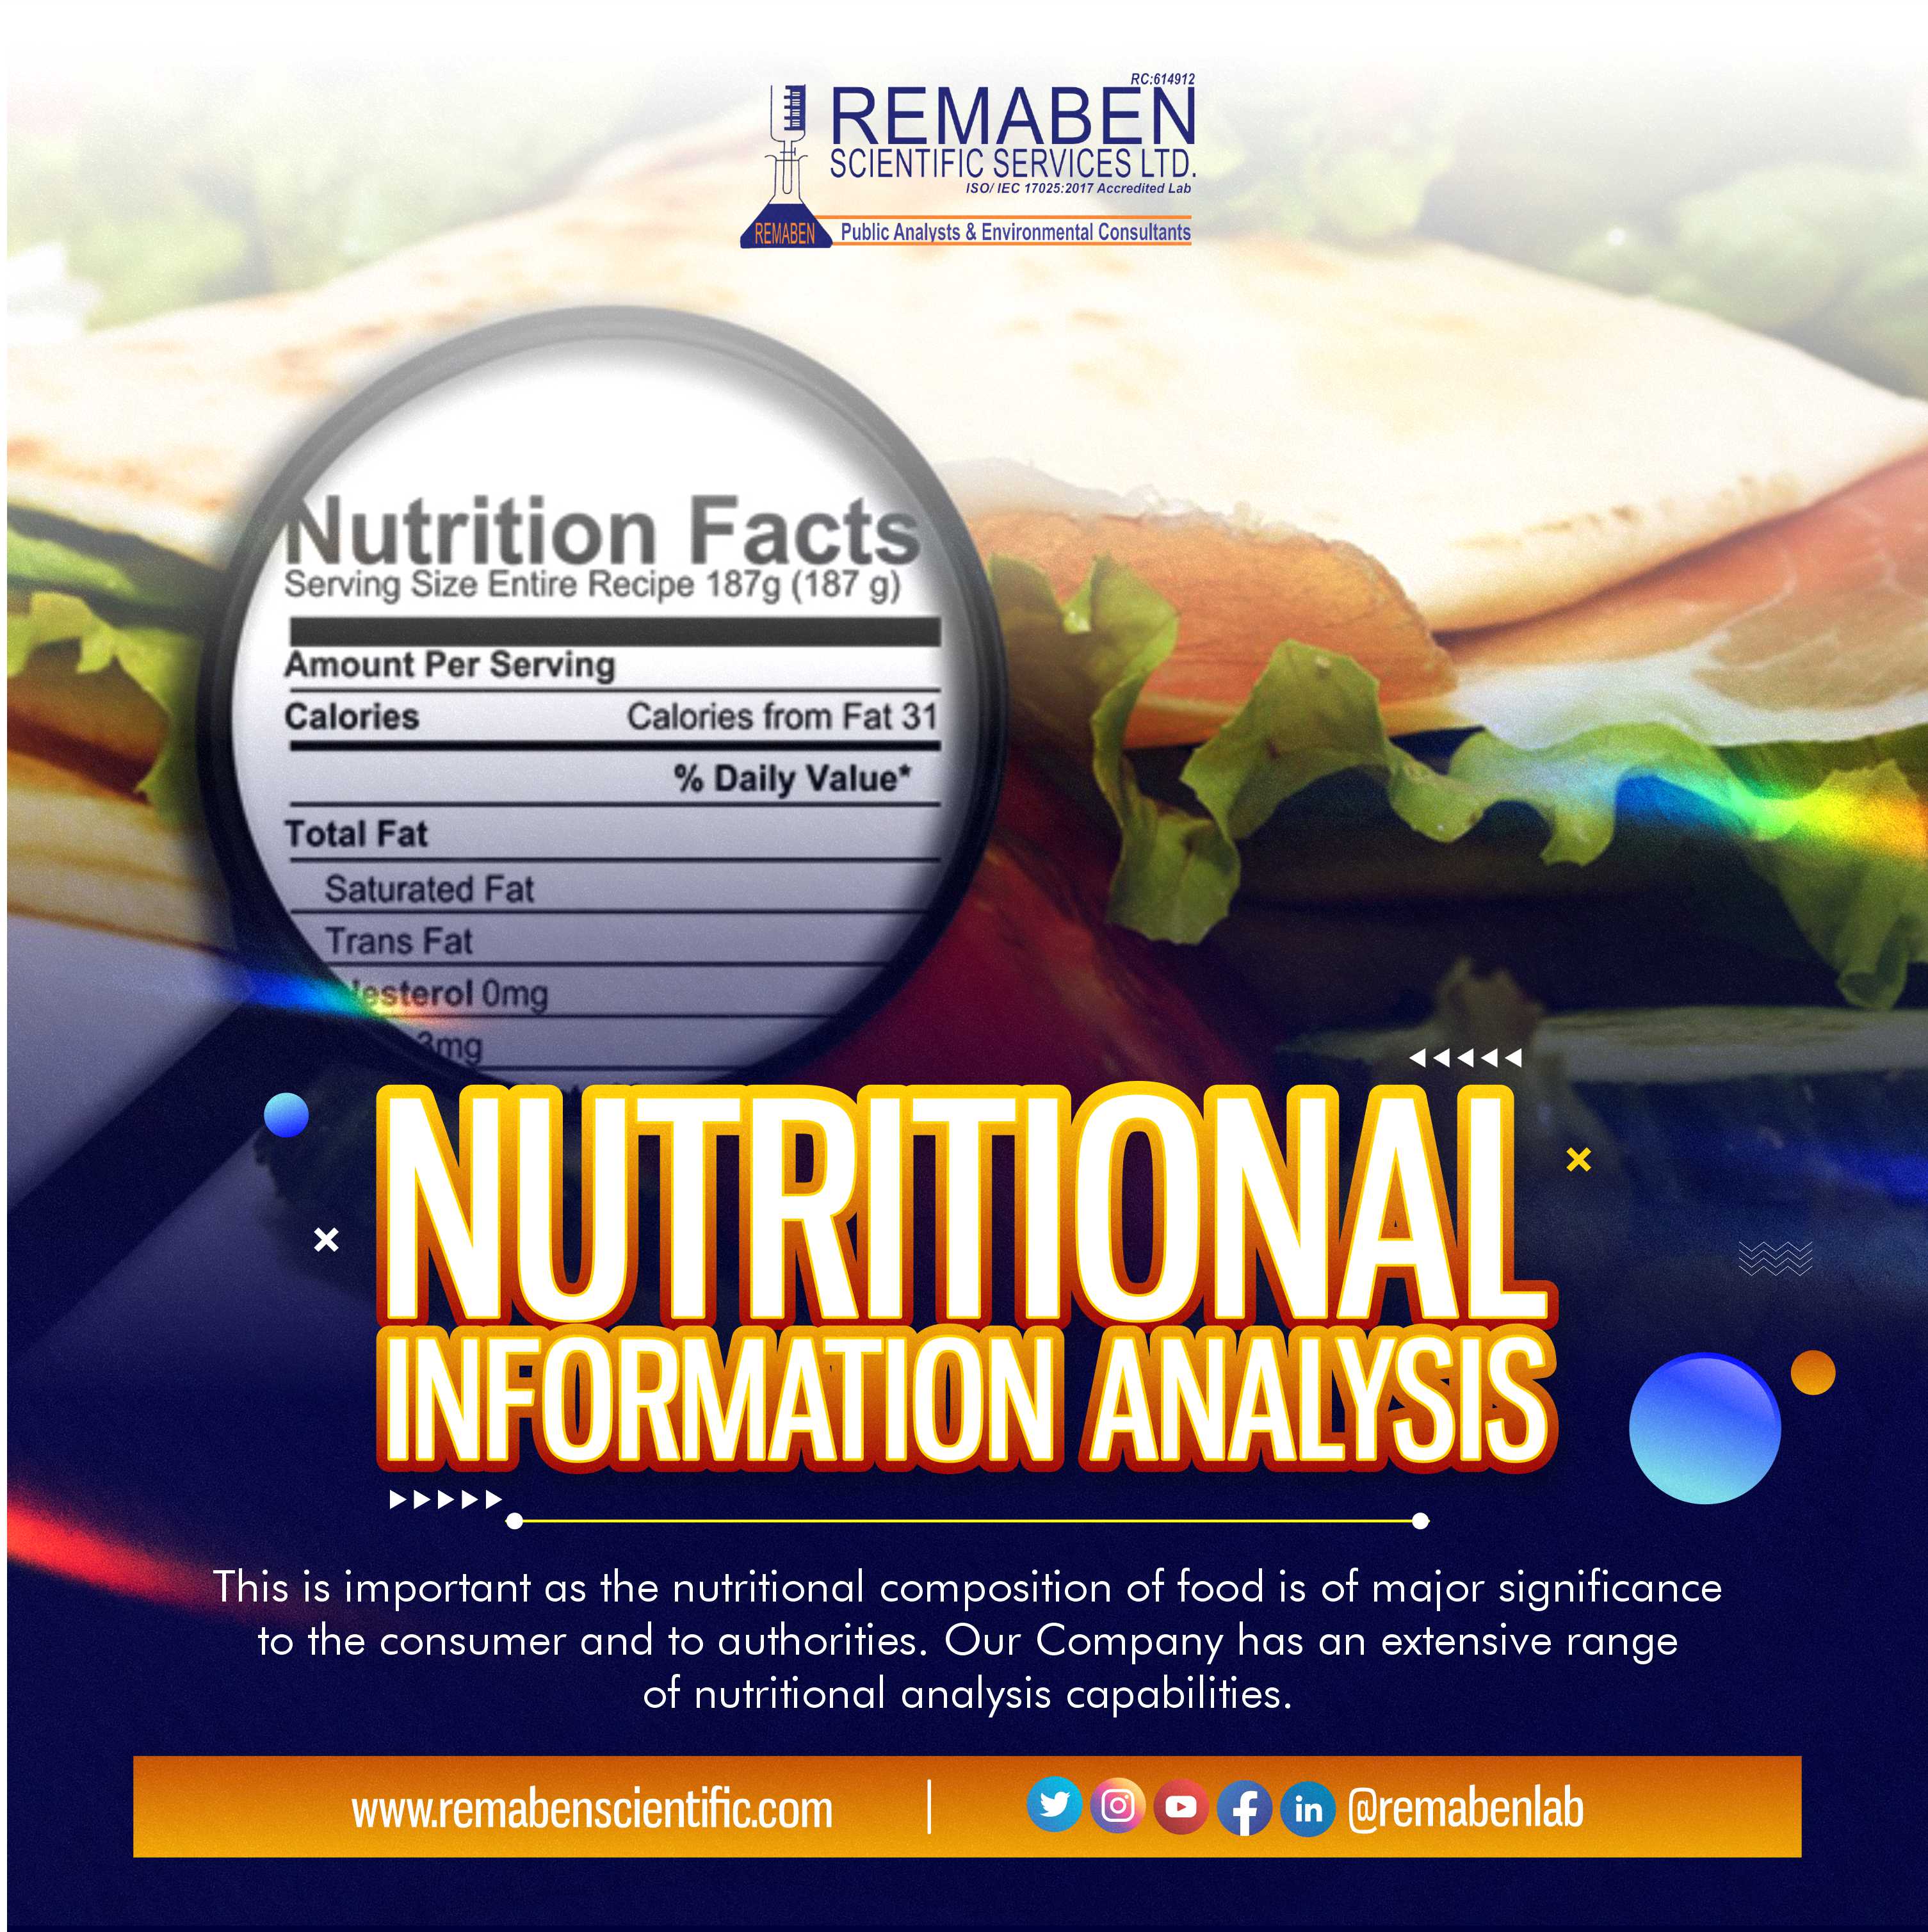 RC:614912
REMABEN
SCIENTIFIC SERVICES LTD.
ISO/ IEC 17025:2017 Accredited Lab
REMABEN
Public Analysts & Environmental Consultants
Nutrition Facts
Serving Size Entire Recipe 187g (187 g)
Amount Per Serving
Calories Calories from Fat 31
% Daily Value*
Total Fat
Saturated Fat
Trans Fat
lesterol 0mg
3mg
NUTRITIONAL
INFORMATION ANALYSIS
This is important as the nutritional composition of food is of major significance
to the consumer and to authorities. Our Company has an extensive range
of nutritional analysis capabilities.
www.remabenscientific.com | @remabenlab